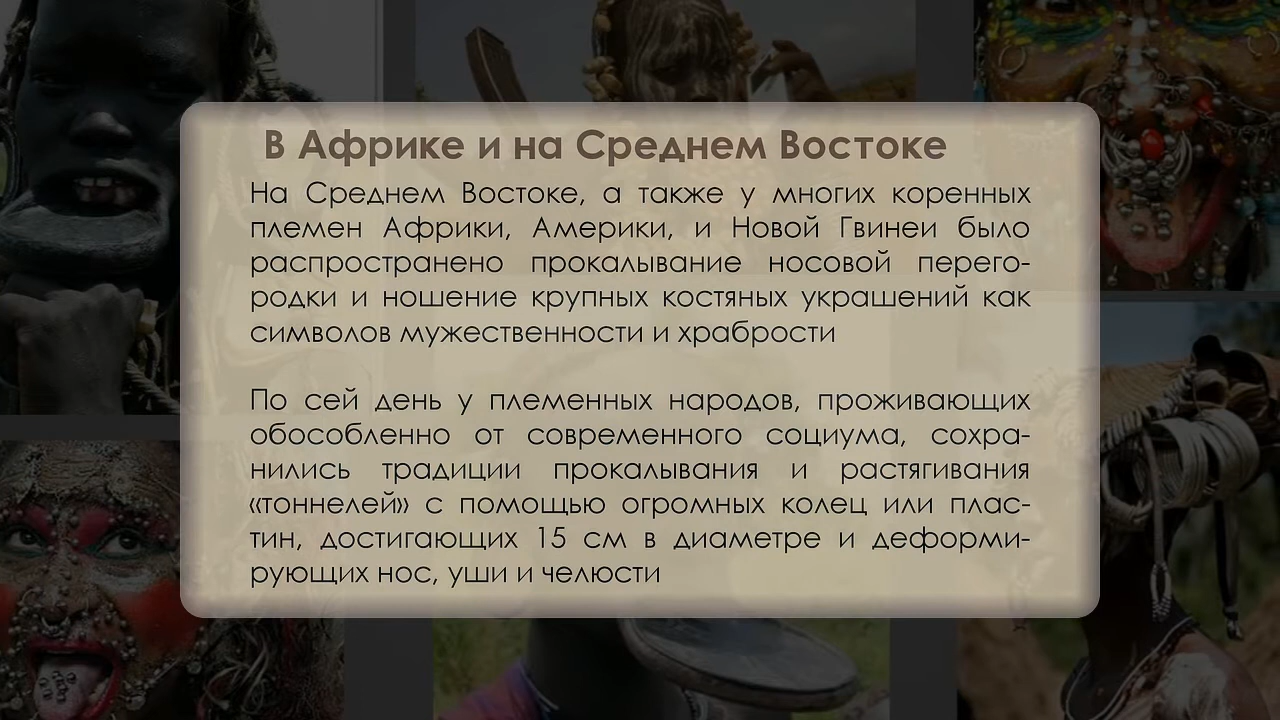 В Африке и на Среднем Востоке
На Среднем Востоке, а также у многих коренных
племен Африки, Америки, и Новой Гвинеи было
распространено прокалывание носовой перего-
родки и ношение крупных костяных украшений как
символов мужественности и храбрости
По сей день у племенных народов, проживающих
обособленно от современного социума, сохра-
нились традиции прокалывания и растягивания
«тоннелей» с помощью огромных колец или плас-
тин, достигающих 15 см в диаметре и деформи-
рующих нос, уши и челюсти